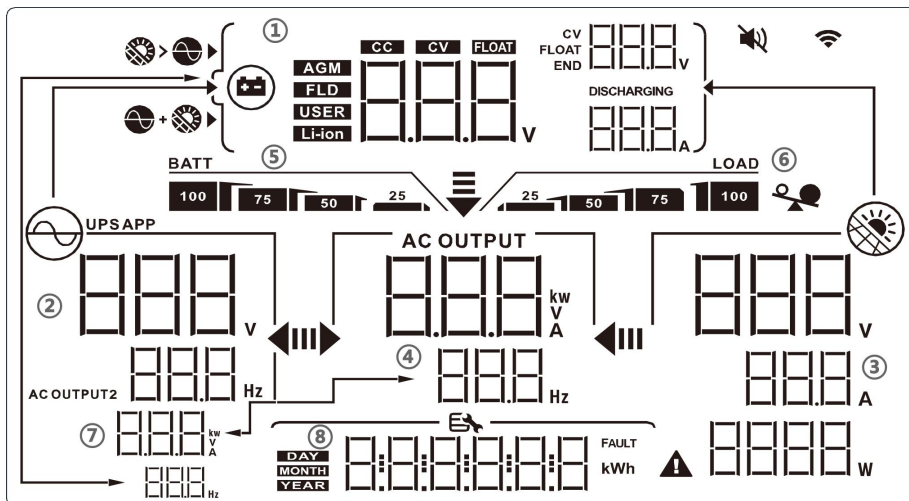 ①
CC CV FLOAT
AGM
FLD
USER
Li-ion
V
CV
FLOAT
END
V
DISCHARGING
A
BATT ⑤
LOAD ⑥
100 75 50 25
25 50 75 100
UPS APP
AC OUTPUT
②
V
Hz
kw
V
A
④
Hz
V
③
A
W
AC OUTPUT2
⑦
kw
V
A
Hz
⑧
DAY
MONTH
YEAR
FAULT
kWh